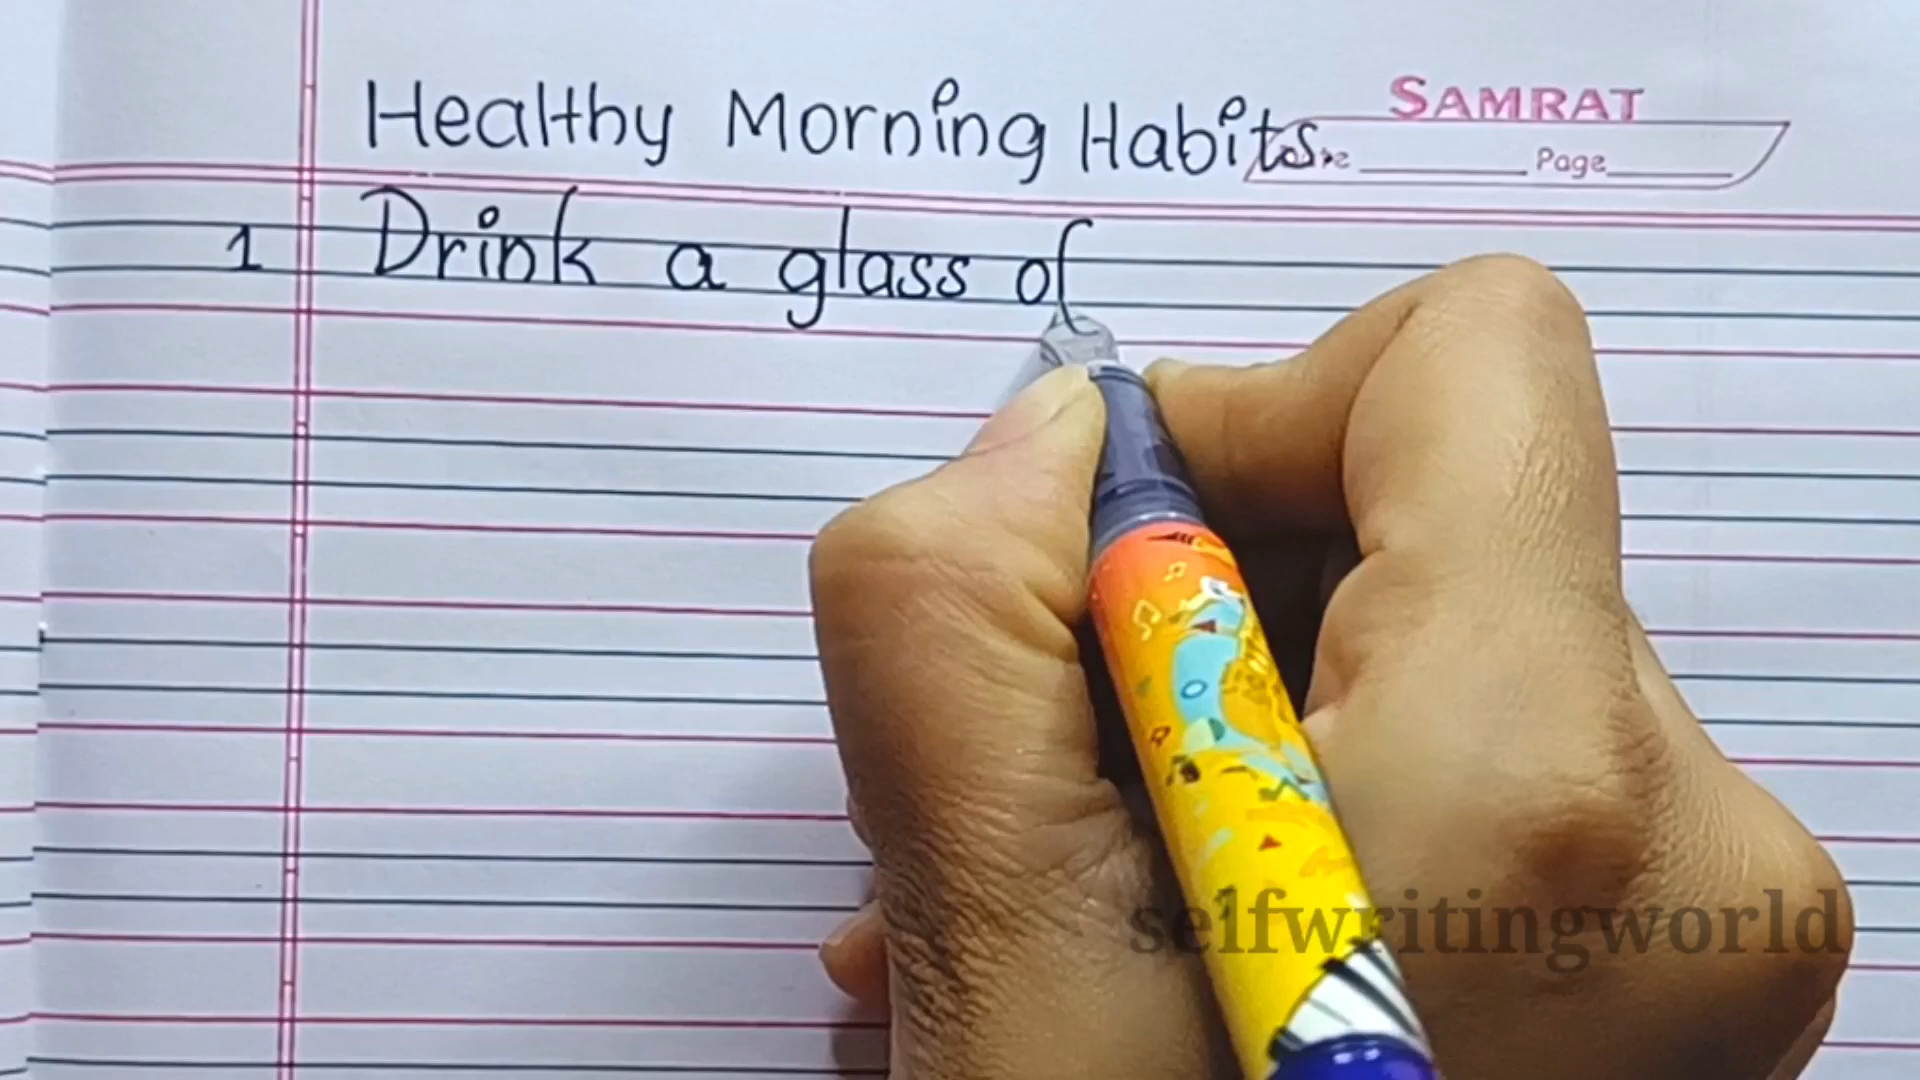 SAMRAT
Healthy Morning Habits.
Page
1 Drink a glass of
selfwritingworld